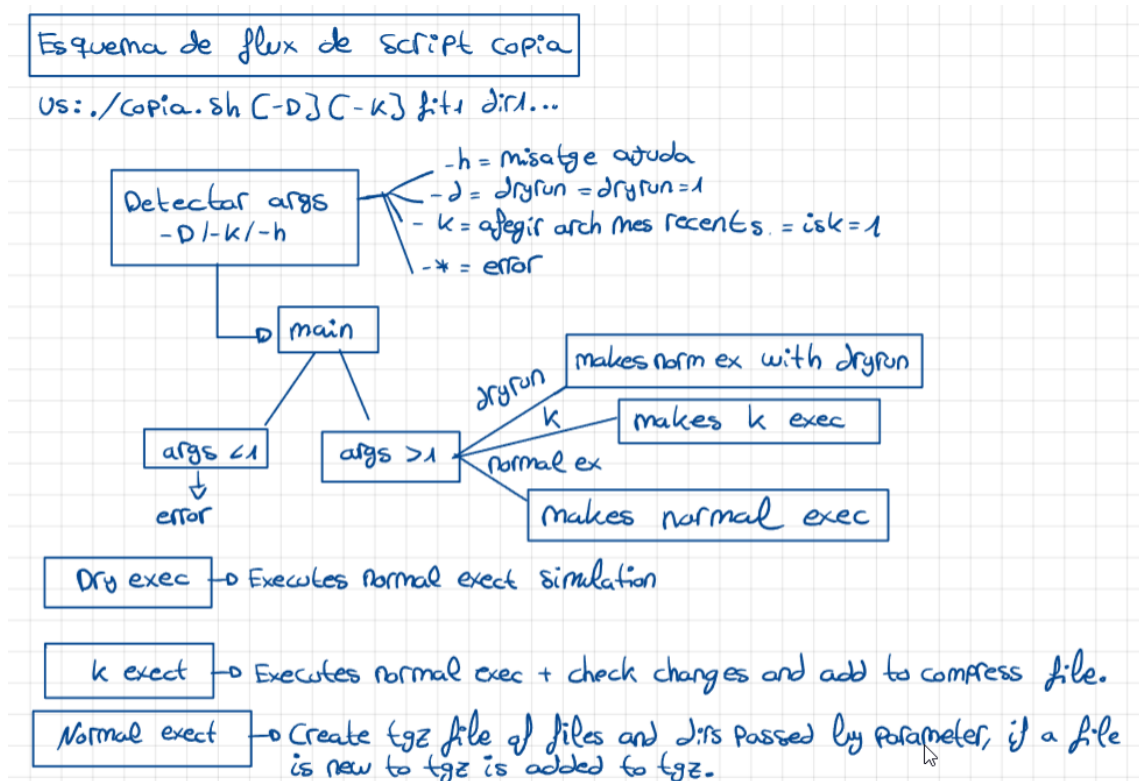 Esquema de flux de script copia
Us: ./copia.sh [-D] [-K] fit1 dir1...
-h = misatge ajuda
Detectar args
-d = dryrun = dryrun=1
-D/-K/-h
-K = afegir arch mes recents. = isk=1
-* = error
main
makes norm ex with dryrun
dryrun
K
makes k exec
args <1
args >1
normal ex
error
makes normal exec
Dry exec → Executes normal exect simulation
k exect → Executes normal exec + check changes and add to compress file.
Normal exect → Create tgz file of files and dirs passed by parameter, if a file
is new to tgz is added to tgz.